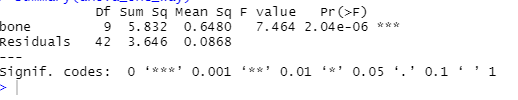 Df Sum Sq Mean Sq F value Pr(>F)
bone 9 5.832 0.6480 7.464 2.04e-06 ***
Residuals 42 3.646 0.0868
---
Signif. codes: 0 ‘***’ 0.001 ‘**’ 0.01 ‘*’ 0.05 ‘.’ 0.1 ‘ ’ 1
>